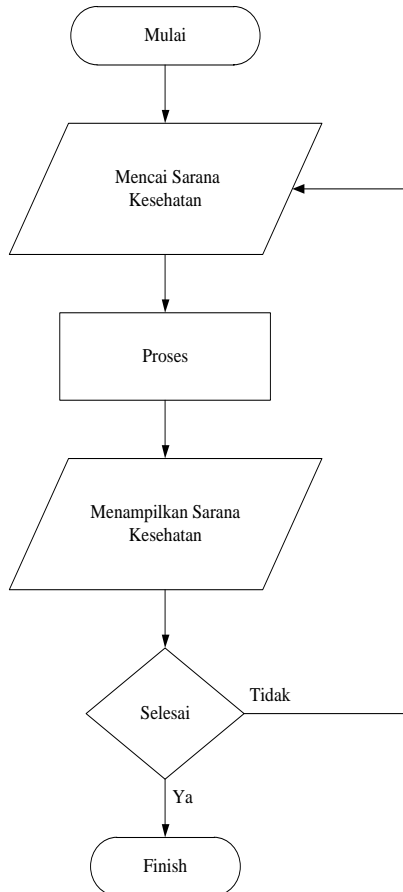 Mulai
Mencai Sarana
Kesehatan
Proses
Menampilkan Sarana
Kesehatan
Selesai
Tidak
Ya
Finish